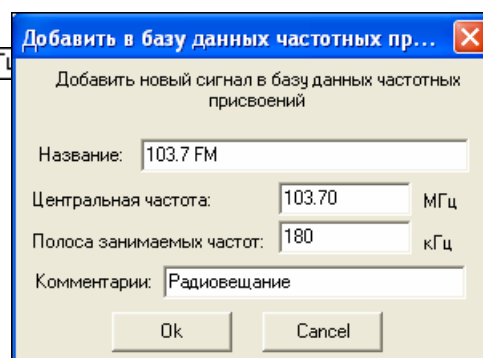 Добавить в базу данных частотных пр...
Добавить новый сигнал в базу данных частотных
присвоений
Название: 103.7 FM
Центральная частота: 103.70 МГц
Полоса занимаемых частот: 180 кГц
Комментарии: Радиовещание
Ok Cancel